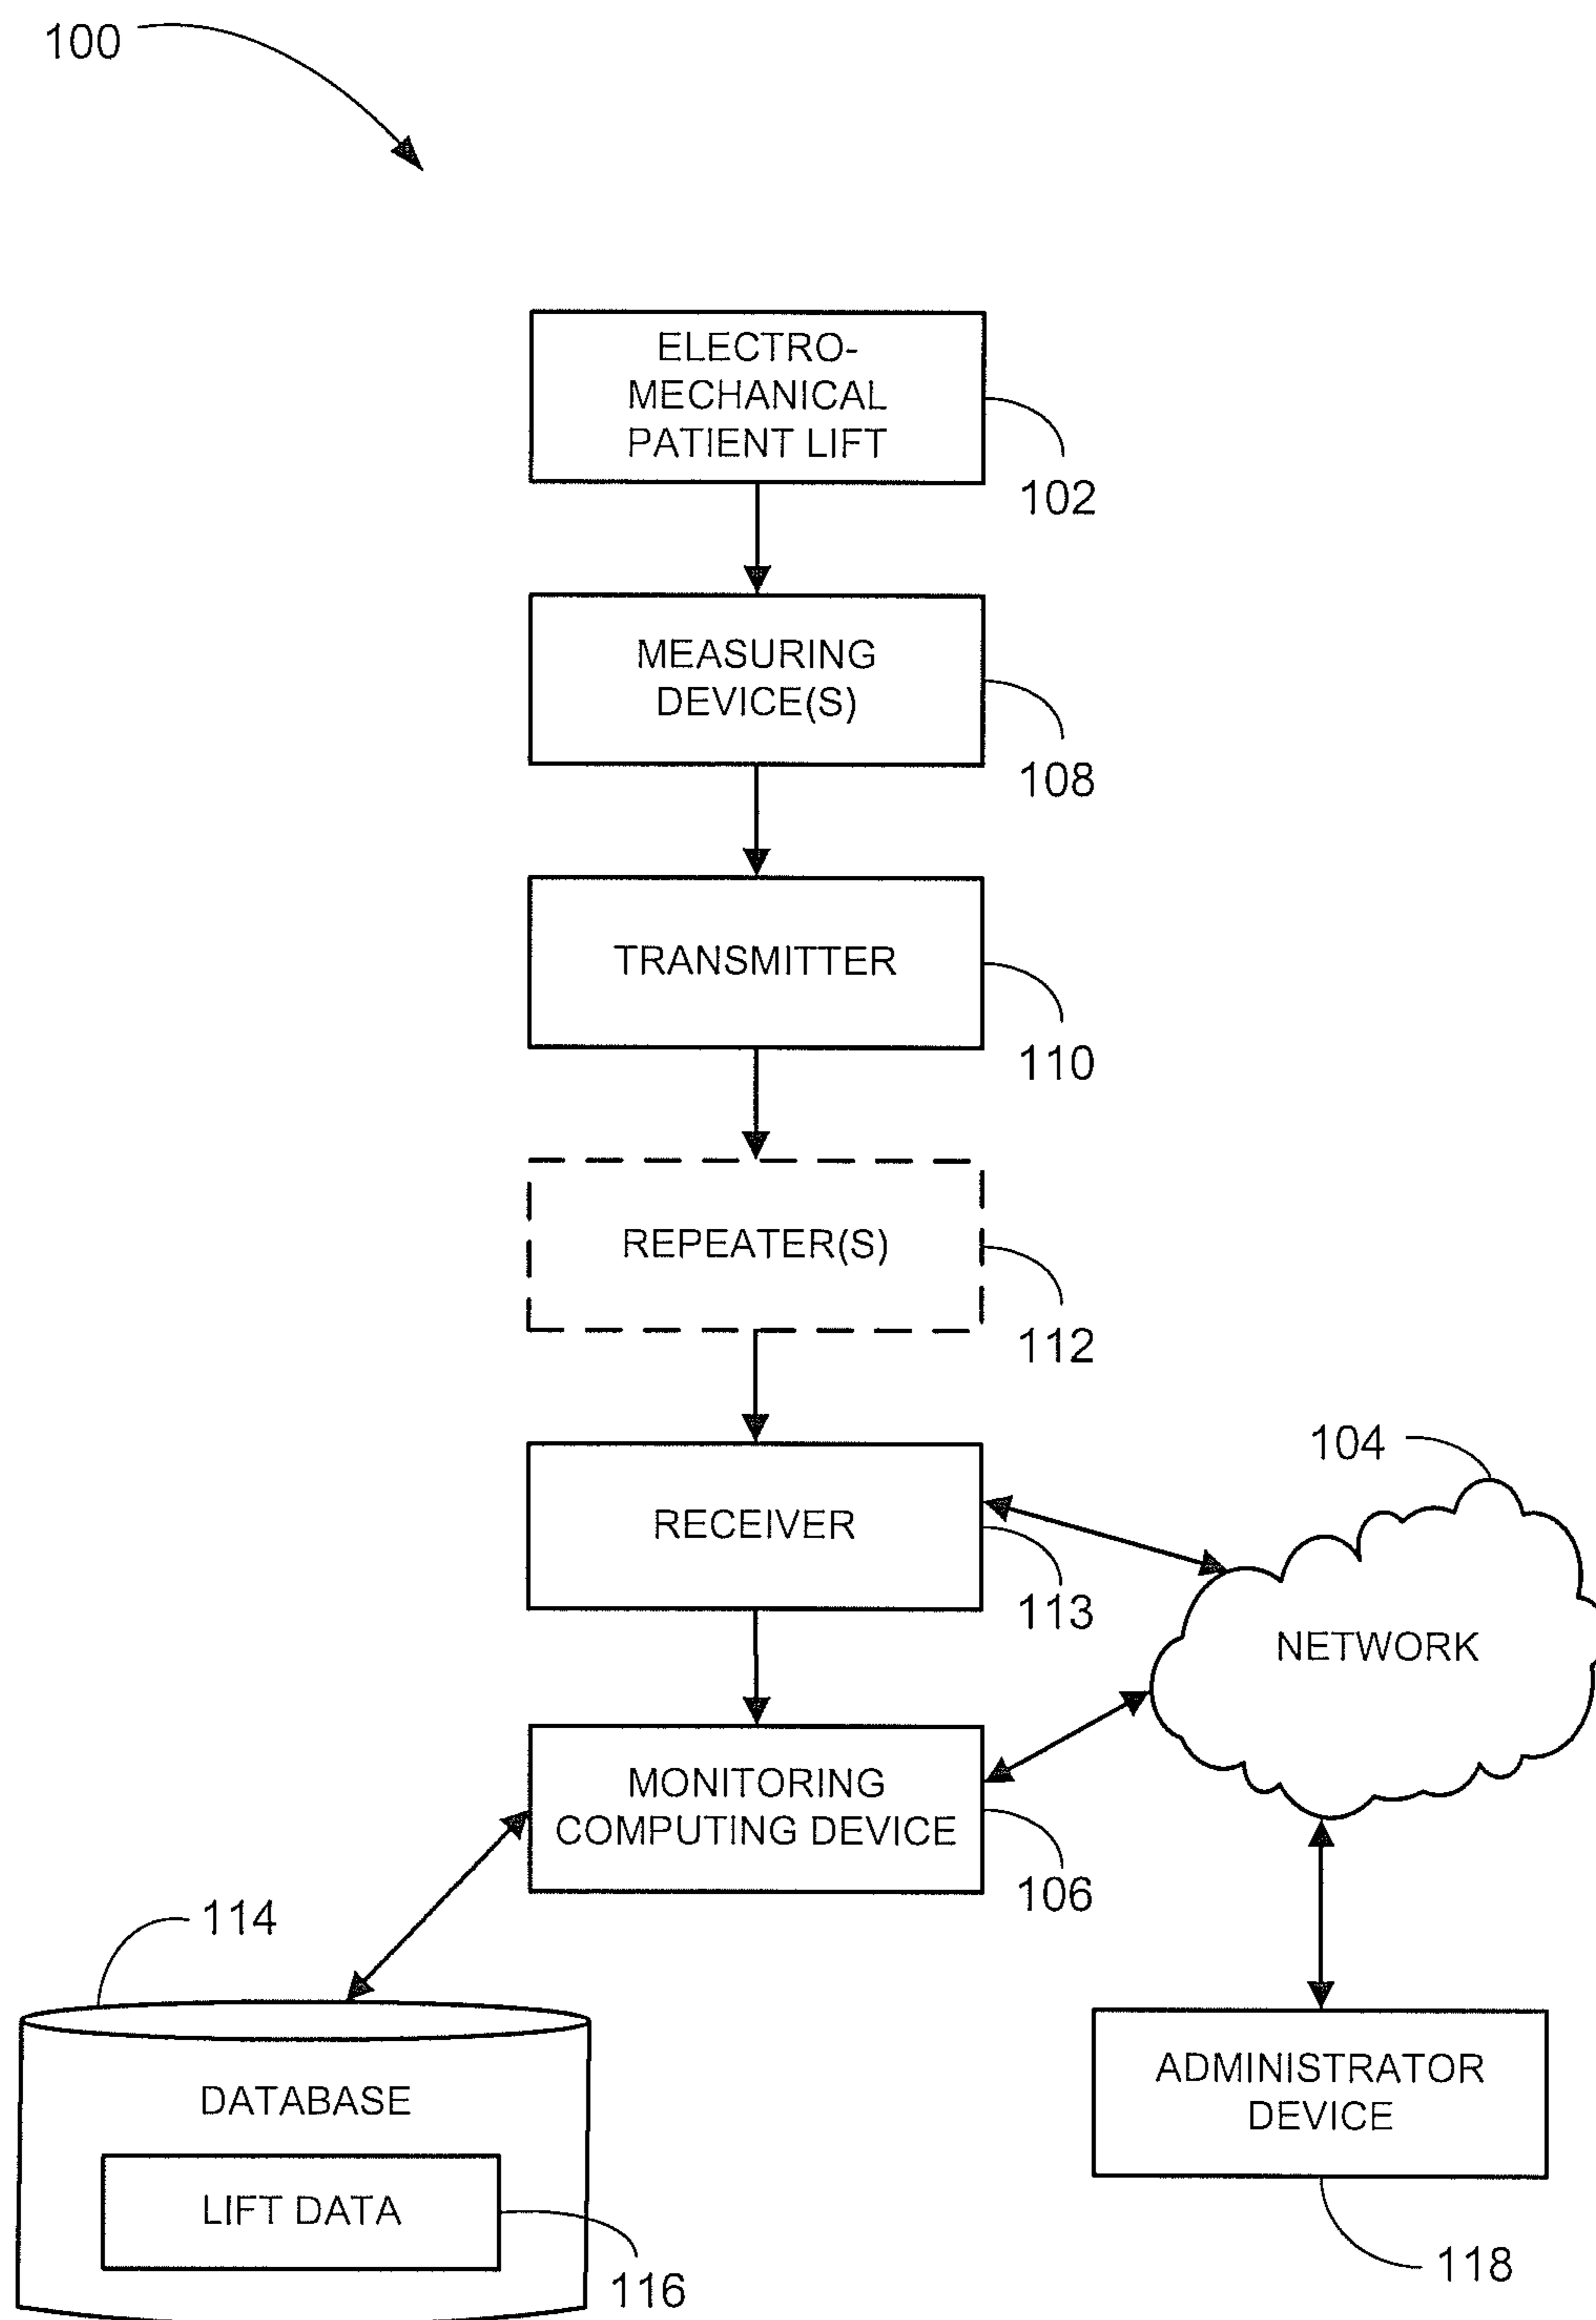 100
ELECTRO-
MECHANICAL
PATIENT LIFT
102
MEASURING
DEVICE(S)
108
TRANSMITTER
110
REPEATER(S)
112
RECEIVER
113
104
NETWORK
MONITORING
COMPUTING DEVICE
106
114
DATABASE
LIFT DATA
116
ADMINISTRATOR
DEVICE
118